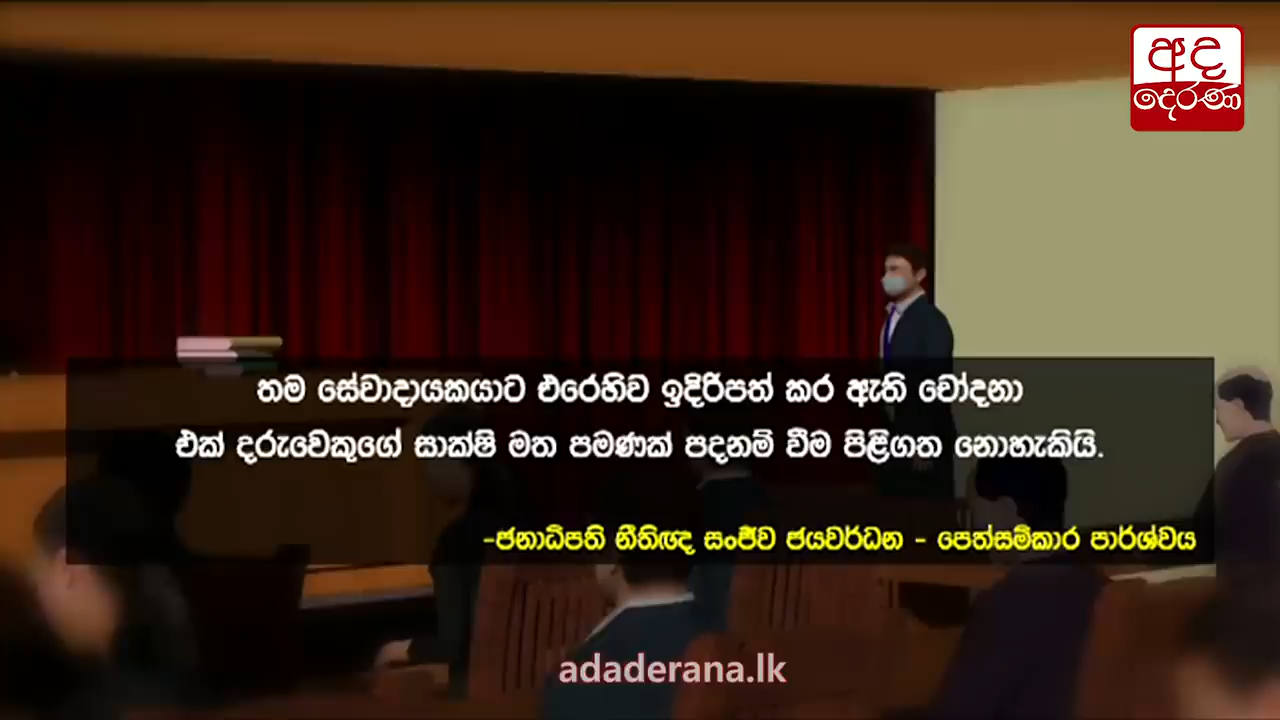 අද
දෙරණ
තම සේවාදායකයාට එරෙහිව ඉදිරිපත් කර ඇති චෝදනා
එක් දරුවෙකුගේ සාක්ෂි මත පමණක් පදනම් වීම පිළිගත නොහැකියි.
-ජනාධිපති නීතිඥ සංජීව ජයවර්ධන - පෙත්සම්කාර පාර්ශ්වය
adaderana.lk